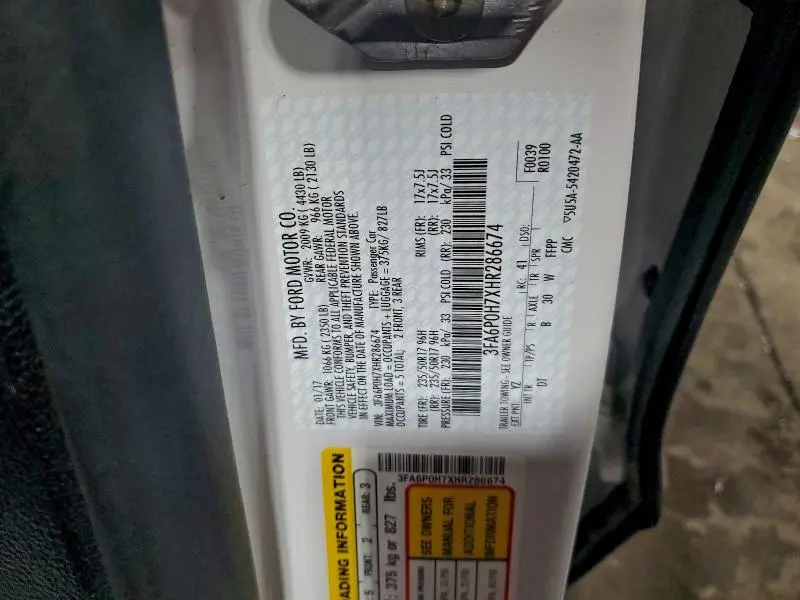 MFD. BY FORD MOTOR CO.
DATE: 01/17 GVWR: 2009 KG ( 4430 LB)
FRONT GAWR: 1066 KG ( 2350 LB) REAR GAWR: 966 KG ( 2130 LB)
THIS VEHICLE CONFORMS TO ALL APPLICABLE FEDERAL MOTOR
VEHICLE SAFETY, BUMPER, AND THEFT PREVENTION STANDARDS
IN EFFECT ON THE DATE OF MANUFACTURE SHOWN ABOVE.
VIN: 3FA6P0H7XHR286674 TYPE: Passenger Car
MAXIMUM LOAD = OCCUPANTS + LUGGAGE = 375KG/ 827LB
OCCUPANTS = 5 TOTAL: 2 FRONT, 3 REAR
TIRE (FR): 235/50R17 96H RIMS (FR): 17x7.5J
(RR): 235/50R17 96H (RR): 17x7.5J
PRESSURE (FR): 230 kPa/ 33 PSI COLD (RR): 230 kPa/ 33 PSI COLD
3FA6P0H7XHR286674
TRAILER TOWING - SEE OWNER GUIDE F0039
EXT PNT: YZ RC: 41 DSO: R0100
INT TR TP/PS R AXLE TR SPR
DT B 30 W FFPP
CMC 5U5A-5420472-AA
3FA6P0H7XHR286674
ADING INFORMATION
5 FRONT: 2 REAR: 3
: 375 kg or 827 lbs.
SEE OWNERS
MANUAL FOR
ADDITIONAL
INFORMATION